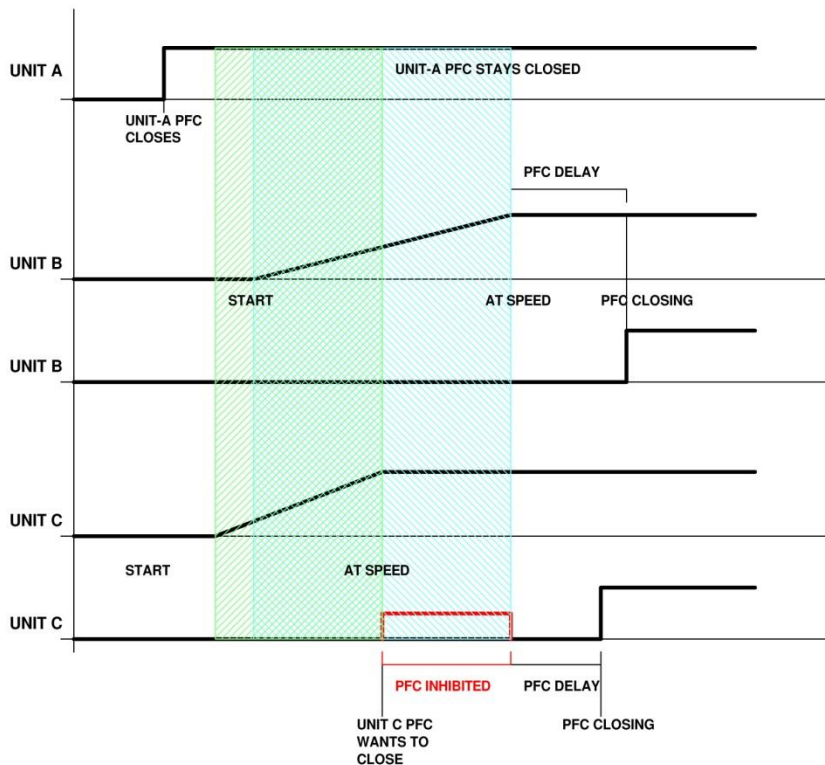 UNIT A
UNIT-A PFC STAYS CLOSED
UNIT-A PFC
CLOSES
PFC DELAY
UNIT B
START
AT SPEED
PFC CLOSING
UNIT B
UNIT C
START
AT SPEED
UNIT C
PFC INHIBITED
PFC DELAY
UNIT C PFC
WANTS TO
CLOSE
PFC CLOSING